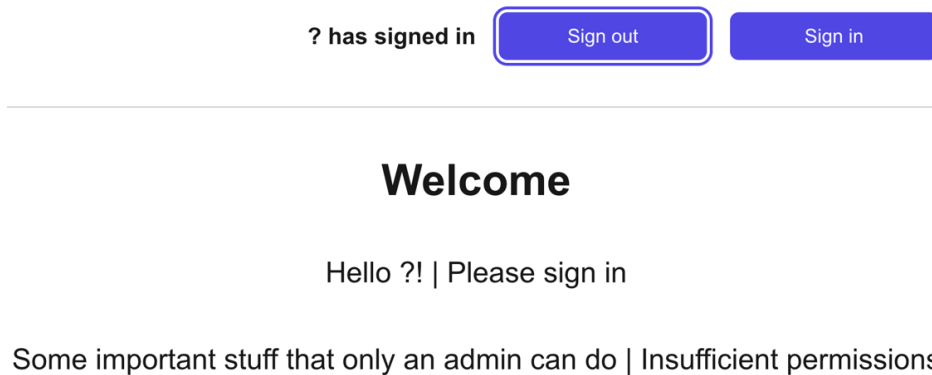 ? has signed in Sign out Sign in
Welcome
Hello ?! | Please sign in
Some important stuff that only an admin can do | Insufficient permissions